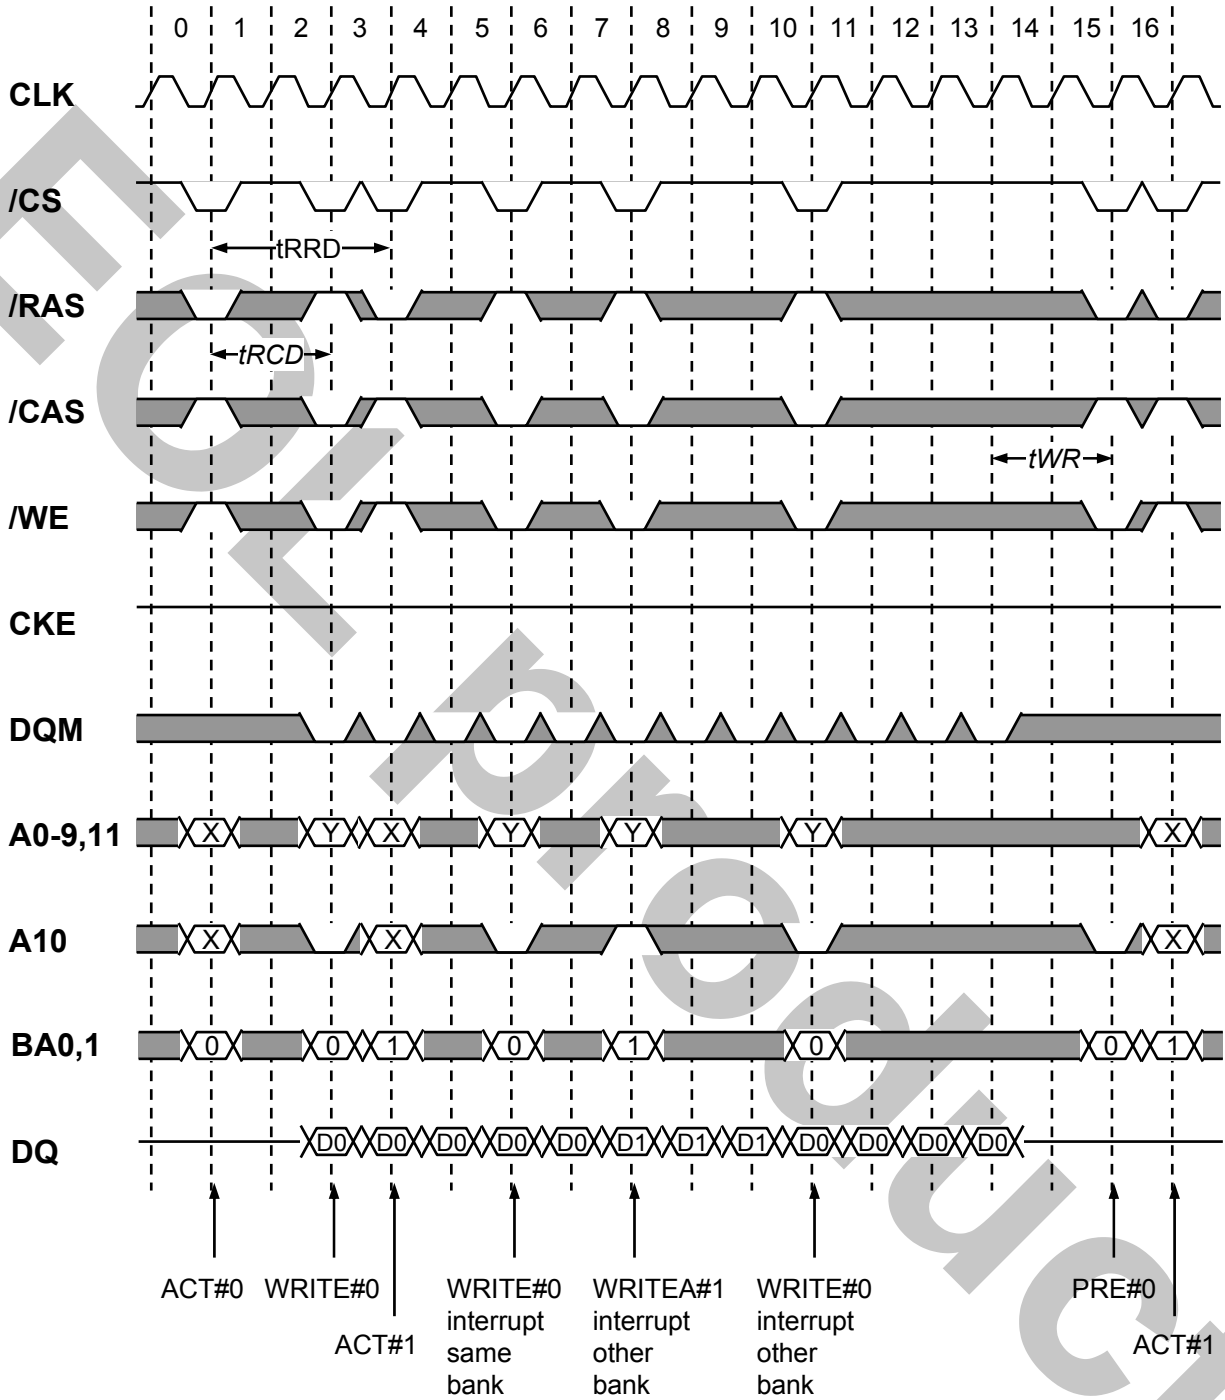 0 1 2 3 4 5 6 7 8 9 10 11 12 13 14 15 16
CLK
/CS
tRRD
/RAS
tRCD
/CAS
tWR
/WE
CKE
DQM
A0-9,11 X Y X Y Y Y X
A10 X X X
BA0,1 0 0 1 0 1 0 0 1
DQ D0 D0 D0 D0 D0 D1 D1 D1 D0 D0 D0 D0
ACT#0 WRITE#0 WRITE#0 WRITEA#1 WRITE#0 PRE#0
interrupt interrupt interrupt
ACT#1 same other other ACT#1
bank bank bank
ECL product